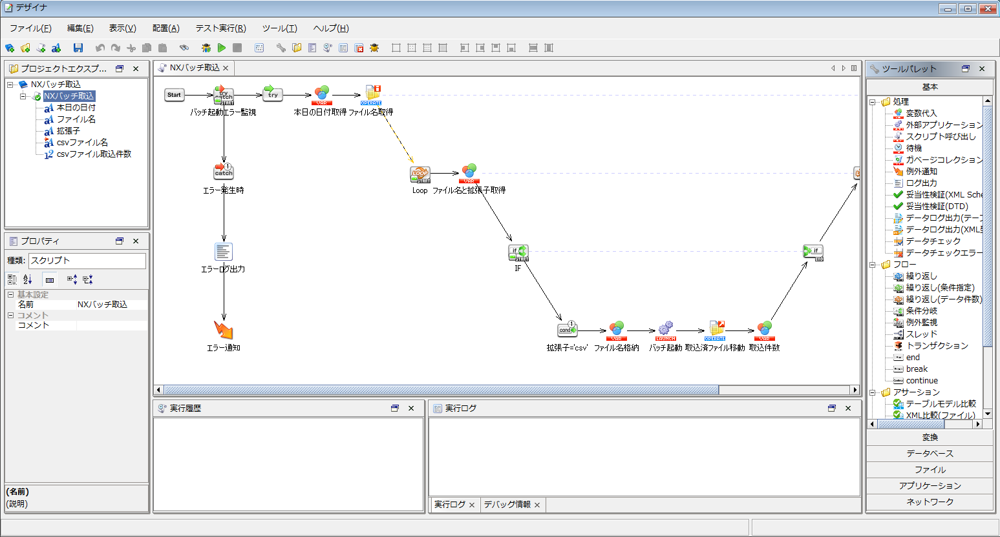 デザイナ
ファイル(F) 編集(E) 表示(V) 配置(A) テスト実行(R) ツール(T) ヘルプ(H)
プロジェクトエクスプ...
NXバッチ取込
NXバッチ取込
本日の日付
ファイル名
拡張子
csvファイル名
csvファイル取込件数
プロパティ
種類: スクリプト
基本設定
名前 NXバッチ取込
コメント
コメント
(名前)
(説明)
NXバッチ取込
Start
try catch START
try
VAR
OPERATE
バッチ起動エラー監視
本日の日付取得
ファイル名取得
catch
エラー発生時
LOOP START
VAR
Loop
ファイル名と拡張子取得
エラーログ出力
if START
IF
if END
エラー通知
cond
VAR
LAUNCH
OPERATE
VAR
拡張子='csv'
ファイル名格納
バッチ起動
取込済ファイル移動
取込件数
実行履歴
実行ログ
実行ログ
デバッグ情報
ツールパレット
基本
処理
変数代入
外部アプリケーション
スクリプト呼び出し
待機
ガベージコレクション
例外通知
ログ出力
妥当性検証(XML Sche
妥当性検証(DTD)
データログ出力(テーブ
データログ出力(XML型
データチェック
データチェックエラー
フロー
繰り返し
繰り返し(条件指定)
繰り返し(データ件数)
条件分岐
例外監視
スレッド
トランザクション
end
break
continue
アサーション
テーブルモデル比較
XML比較(ファイル)
変換
データベース
ファイル
アプリケーション
ネットワーク